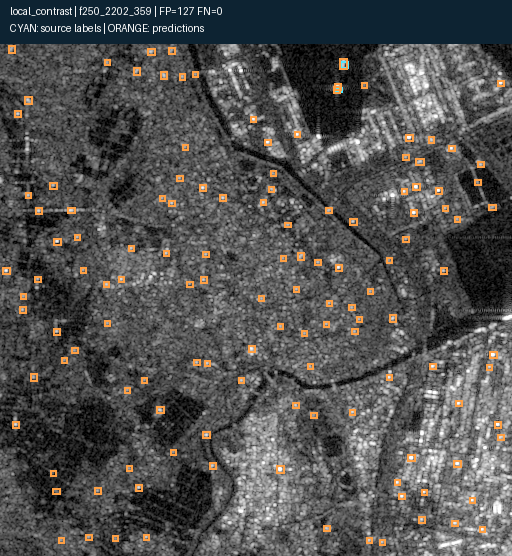 local_contrast | f250_2202_359 | FP=127 FN=0
CYAN: source labels | ORANGE: predictions